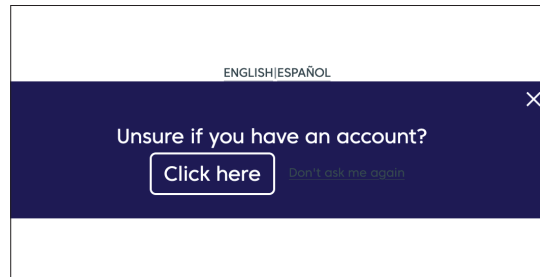 ENGLISH|ESPAÑOL
Unsure if you have an account?
Click here Don't ask me again